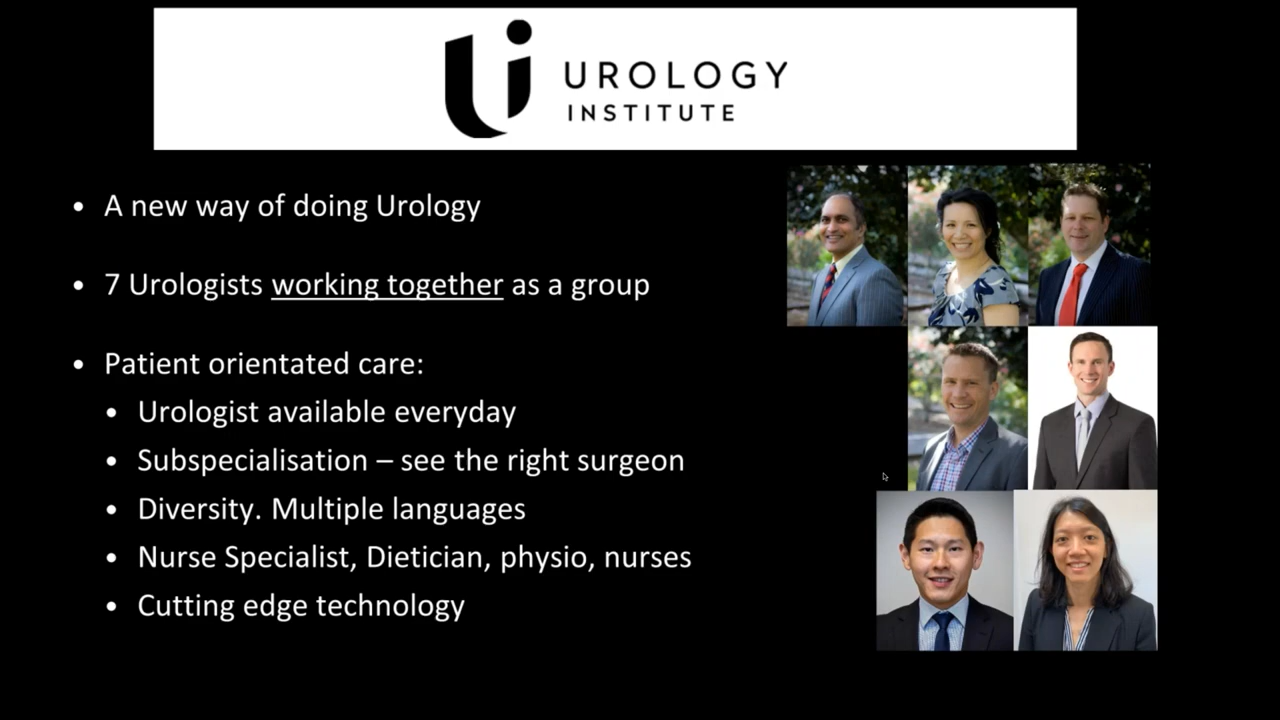 UROLOGY
INSTITUTE
• A new way of doing Urology
• 7 Urologists working together as a group
• Patient orientated care:
• Urologist available everyday
• Subspecialisation – see the right surgeon
• Diversity. Multiple languages
• Nurse Specialist, Dietician, physio, nurses
• Cutting edge technology